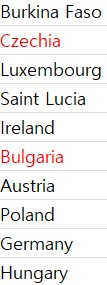 Burkina Faso
Czechia
Luxembourg
Saint Lucia
Ireland
Bulgaria
Austria
Poland
Germany
Hungary